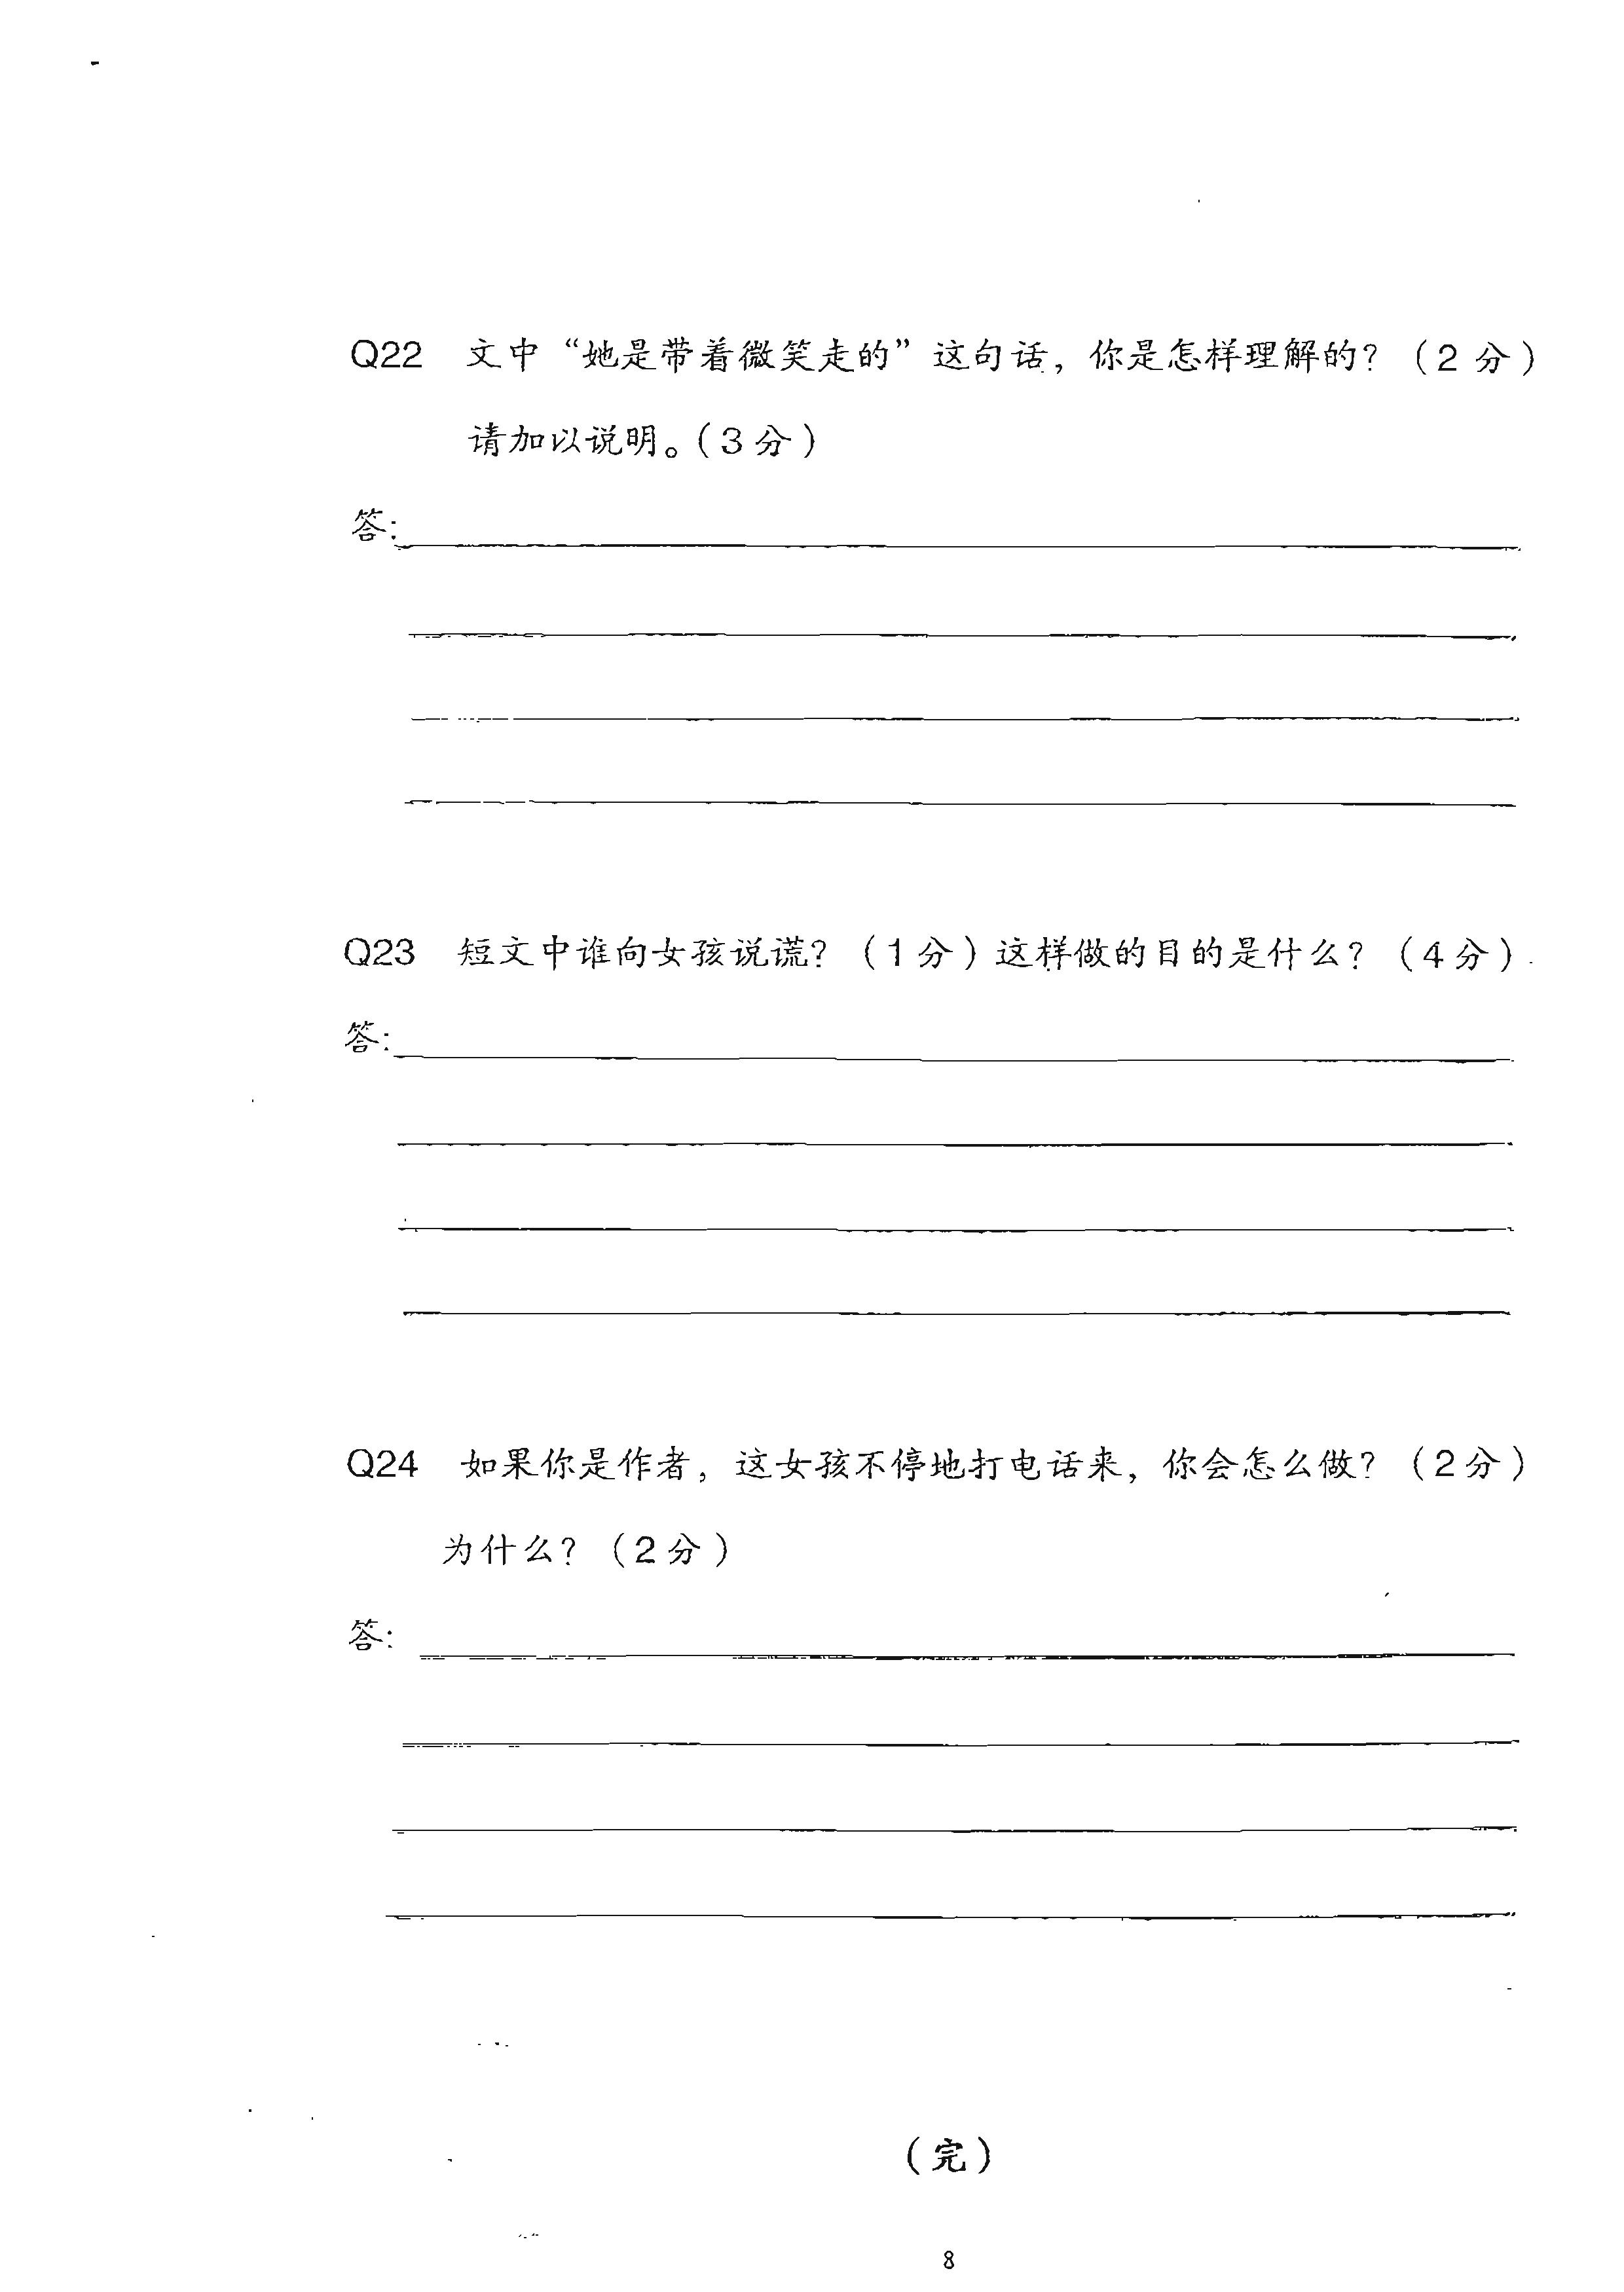 Q22 文中“她是带着微笑走的”这句话，你是怎样理解的？（2 分）
请加以说明。（3 分）
答：
Q23 短文中谁向女孩说谎？（1 分）这样做的目的是什么？（4 分）
答：
Q24 如果你是作者，这女孩不停地打电话来，你会怎么做？（2 分）
为什么？（2 分）
答：
（完）
8